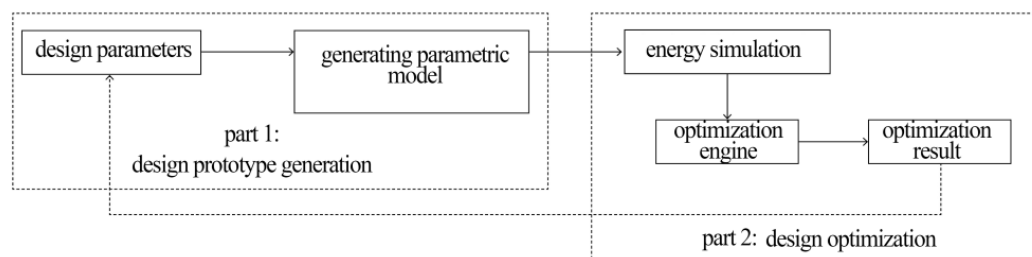 design parameters
generating parametric
model
part 1:
design prototype generation
energy simulation
optimization
engine
optimization
result
part 2: design optimization